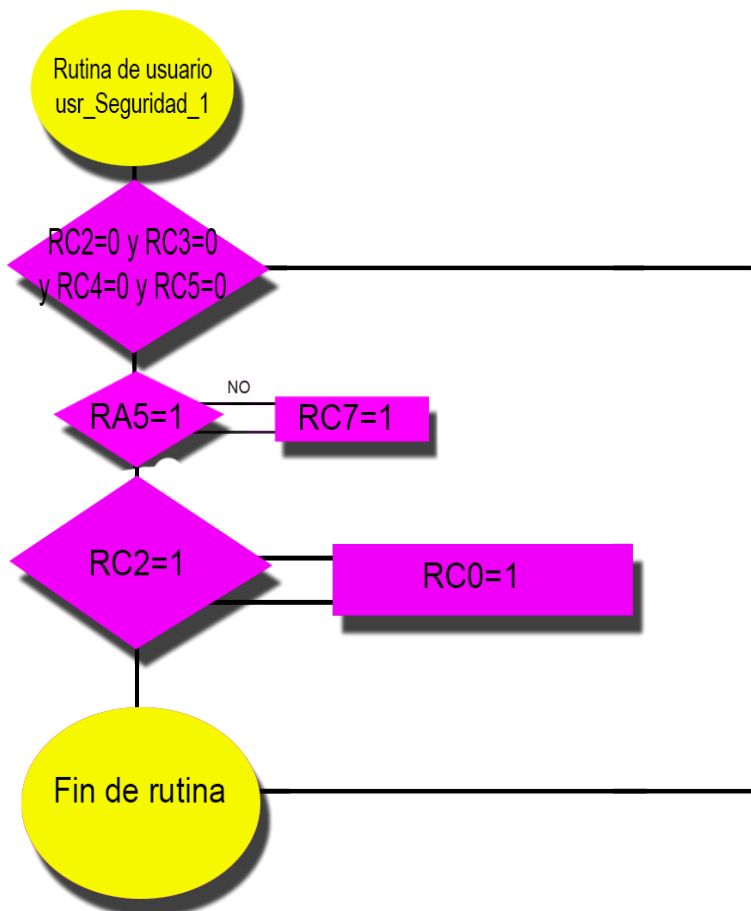 Rutina de usuario
usr_Seguridad_1
RC2=0 y RC3=0
y RC4=0 y RC5=0
NO
RA5=1
RC7=1
RC2=1
RC0=1
Fin de rutina